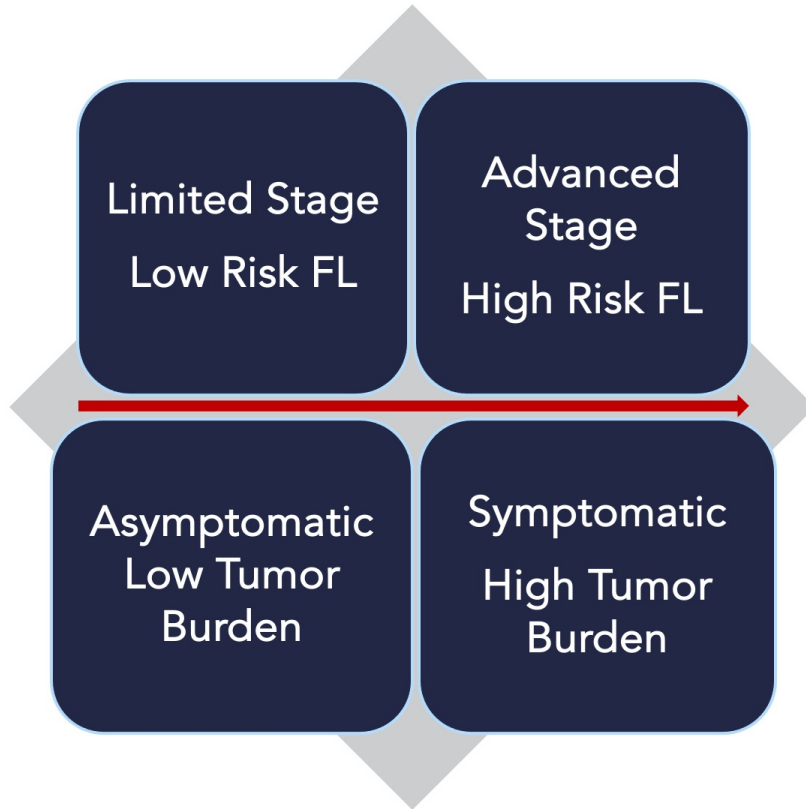 Limited Stage
Low Risk FL
Advanced
Stage
High Risk FL
Asymptomatic
Low Tumor
Burden
Symptomatic
High Tumor
Burden